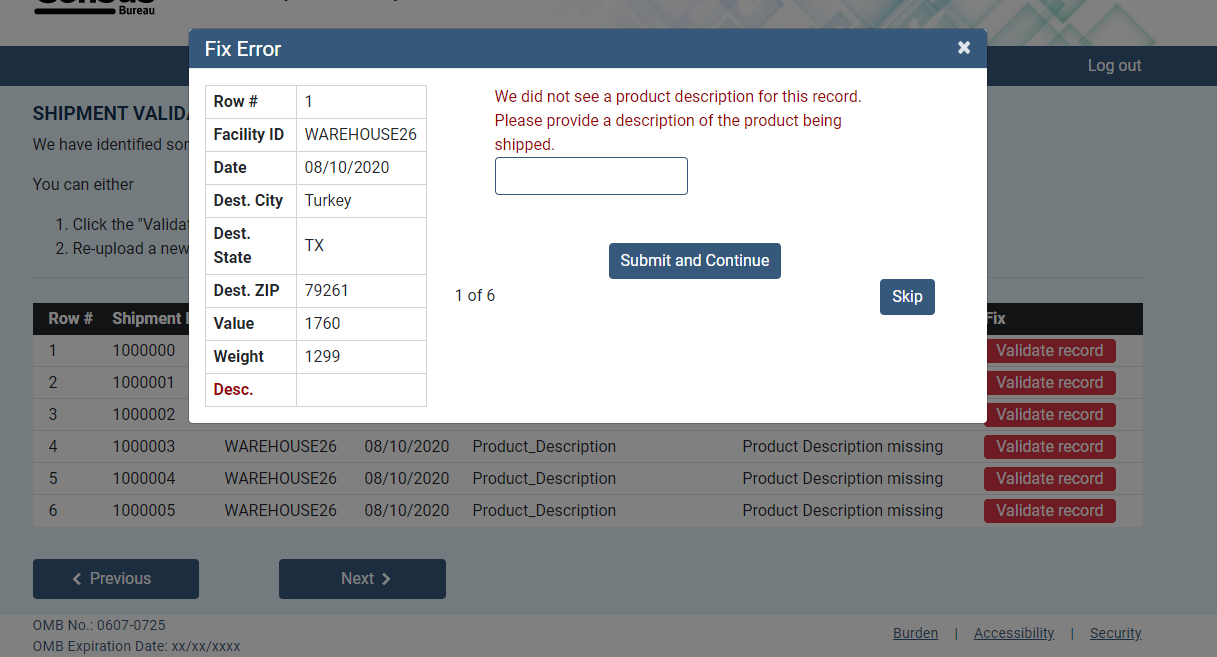 Bureau
Fix Error
Log out
Row # 1
Facility ID WAREHOUSE26
Date 08/10/2020
Dest. City Turkey
Dest.
State
TX
Dest. ZIP 79261
Value 1760
Weight 1299
Desc.
We did not see a product description for this record.
Please provide a description of the product being
shipped.
Submit and Continue
1 of 6
Skip
SHIPMENT
We have identified
You can either
1. Click the
2. Re-upload a new
Row # Shipment Fix
1 1000000 Validate record
2 1000001 Validate record
3 1000002 Validate record
4 1000003 WAREHOUSE26 08/10/2020 Product_Description Product Description missing Validate record
5 1000004 WAREHOUSE26 08/10/2020 Product_Description Product Description missing Validate record
6 1000005 WAREHOUSE26 08/10/2020 Product_Description Product Description missing Validate record
Previous Next
OMB No.: 0607-0725
OMB Expiration Date: xx/xx/xxxx
Burden | Accessibility | Security